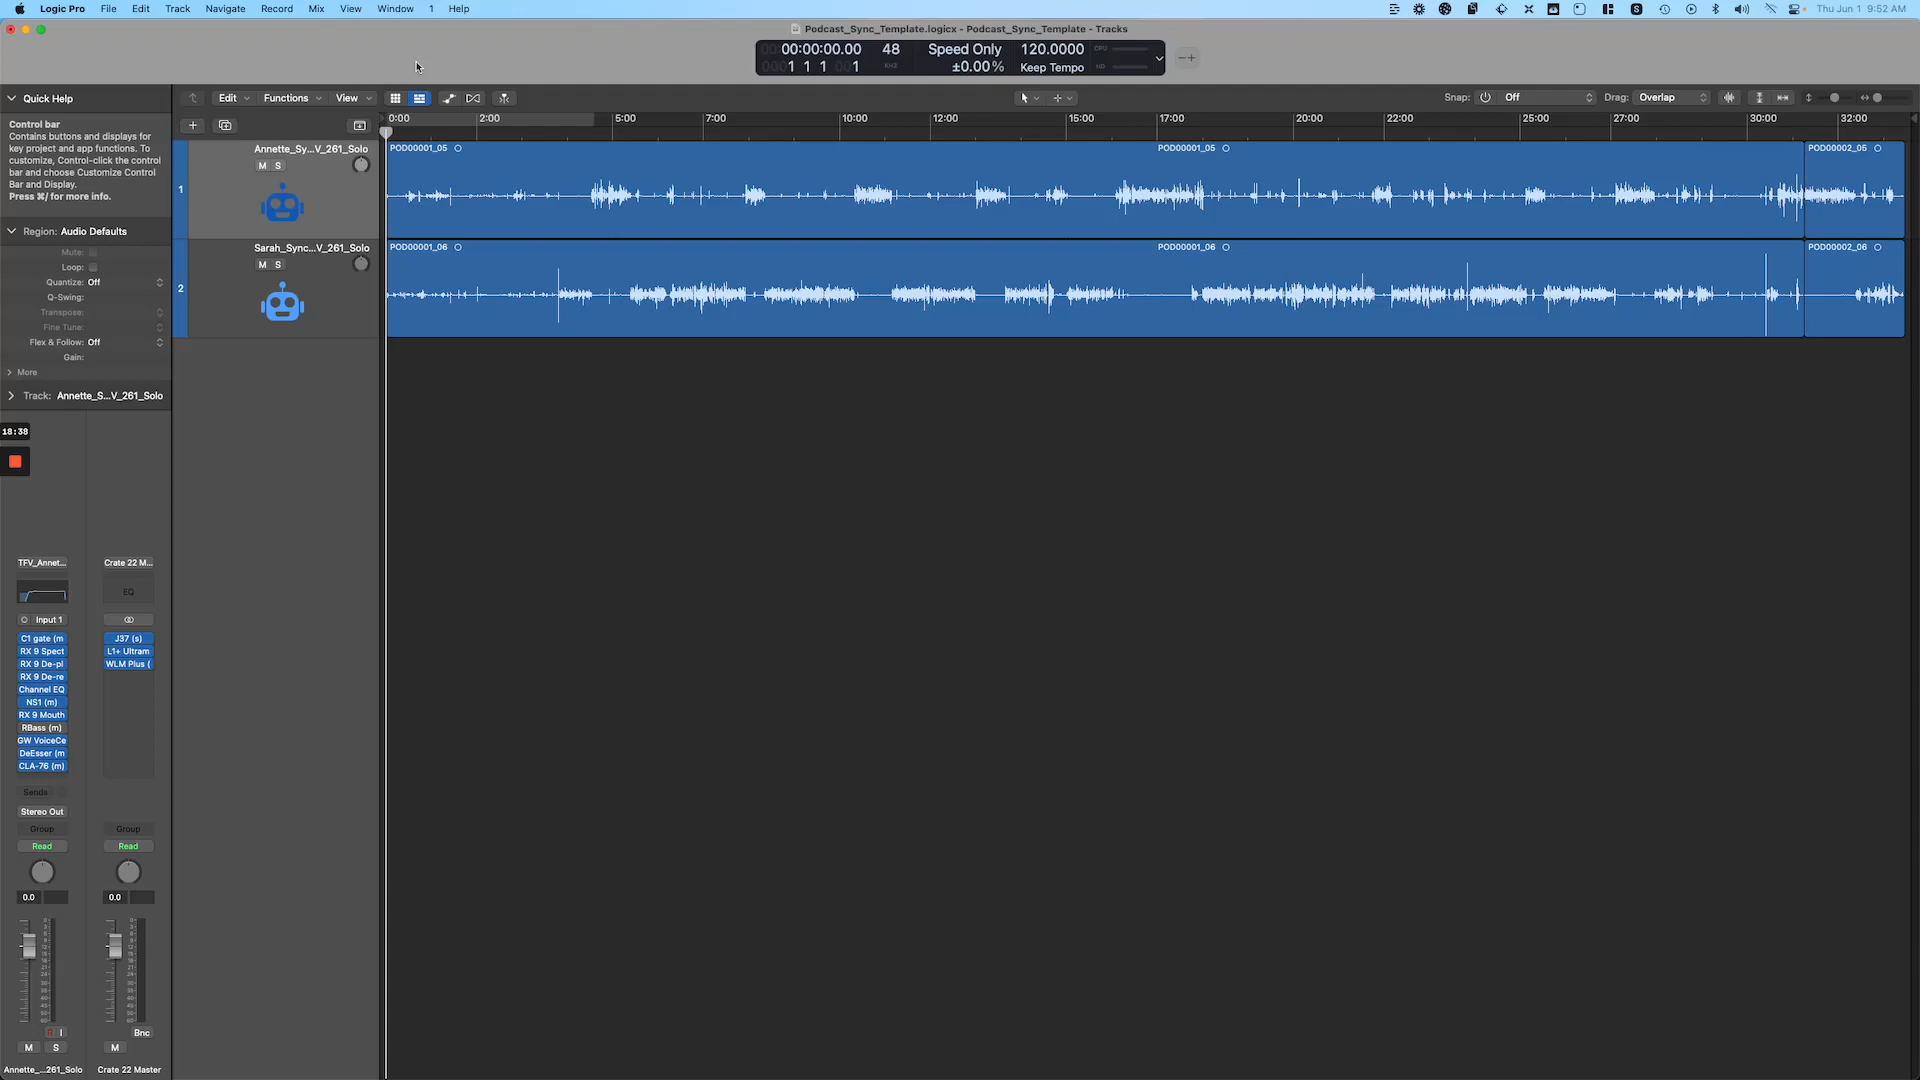 Logic Pro File Edit Track Navigate Record Mix View Window 1 Help
Thu Jun 1 9:52 AM
Podcast_Sync_Template.logicx - Podcast_Sync_Template - Tracks
00:00:00.00 48 Speed Only 120.0000 CPU
1 1 1 1 KHZ ±0.00% Keep Tempo HD
Quick Help
Edit Functions View
Snap: Off Drag: Overlap
Control bar
Contains buttons and displays for
key project and app functions. To
customize, Control-click the control
bar and choose Customize Control
Bar and Display.
Press ⌘/ for more info.
0:00 2:00 5:00 7:00 10:00 12:00 15:00 17:00 20:00 22:00 25:00 27:00 30:00 32:00
1
Annette_Sy...V_261_Solo
M S
POD00001_05
POD00001_05
POD00002_05
2
Sarah_Sync...V_261_Solo
M S
POD00001_06
POD00001_06
POD00002_06
Region: Audio Defaults
Mute:
Loop:
Quantize: Off
Q-Swing:
Transpose:
Fine Tune:
Flex & Follow: Off
Gain:
More
Track: Annette_S...V_261_Solo
18:38
TFV_Annet...
Crate 22 M...
EQ
Input 1
C1 gate (m
RX 9 Spect
RX 9 De-pl
RX 9 De-re
Channel EQ
NS1 (m)
RX 9 Mouth
RBass (m)
GW VoiceCe
DeEsser (m
CLA-76 (m)
J37 (s)
L1+ Ultram
WLM Plus (
Sends
Stereo Out
Group
Group
Read
Read
0.0
0.0
R I
Bnc
M S
M
Annette_...261_Solo
Crate 22 Master